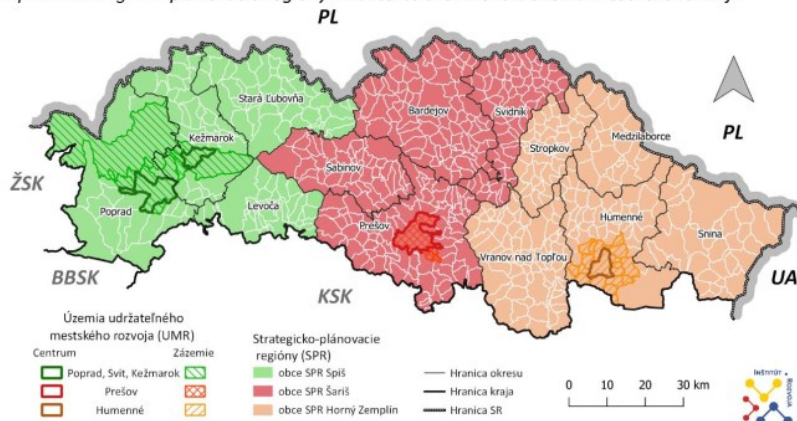 PL
Stará Ľubovňa
Bardejov
Svidník
Kežmarok
Stropkov
Medzilaborce
PL
ŽSK
Sabinov
Poprad
Levoča
Prešov
Humenné
Snina
Vranov nad Topľou
BBSK
KSK
UA
Územia udržateľného
mestského rozvoja (UMR)
Centrum
Zázemie
Poprad, Svit, Kežmarok
Prešov
Humenné
Strategicko-plánovacie
regióny (SPR)
obce SPR Spiš
obce SPR Šariš
obce SPR Horný Zemplín
Hranica okresu
Hranica kraja
Hranica SR
0 10 20 30 km
INŠTITÚT
ROZVOJA